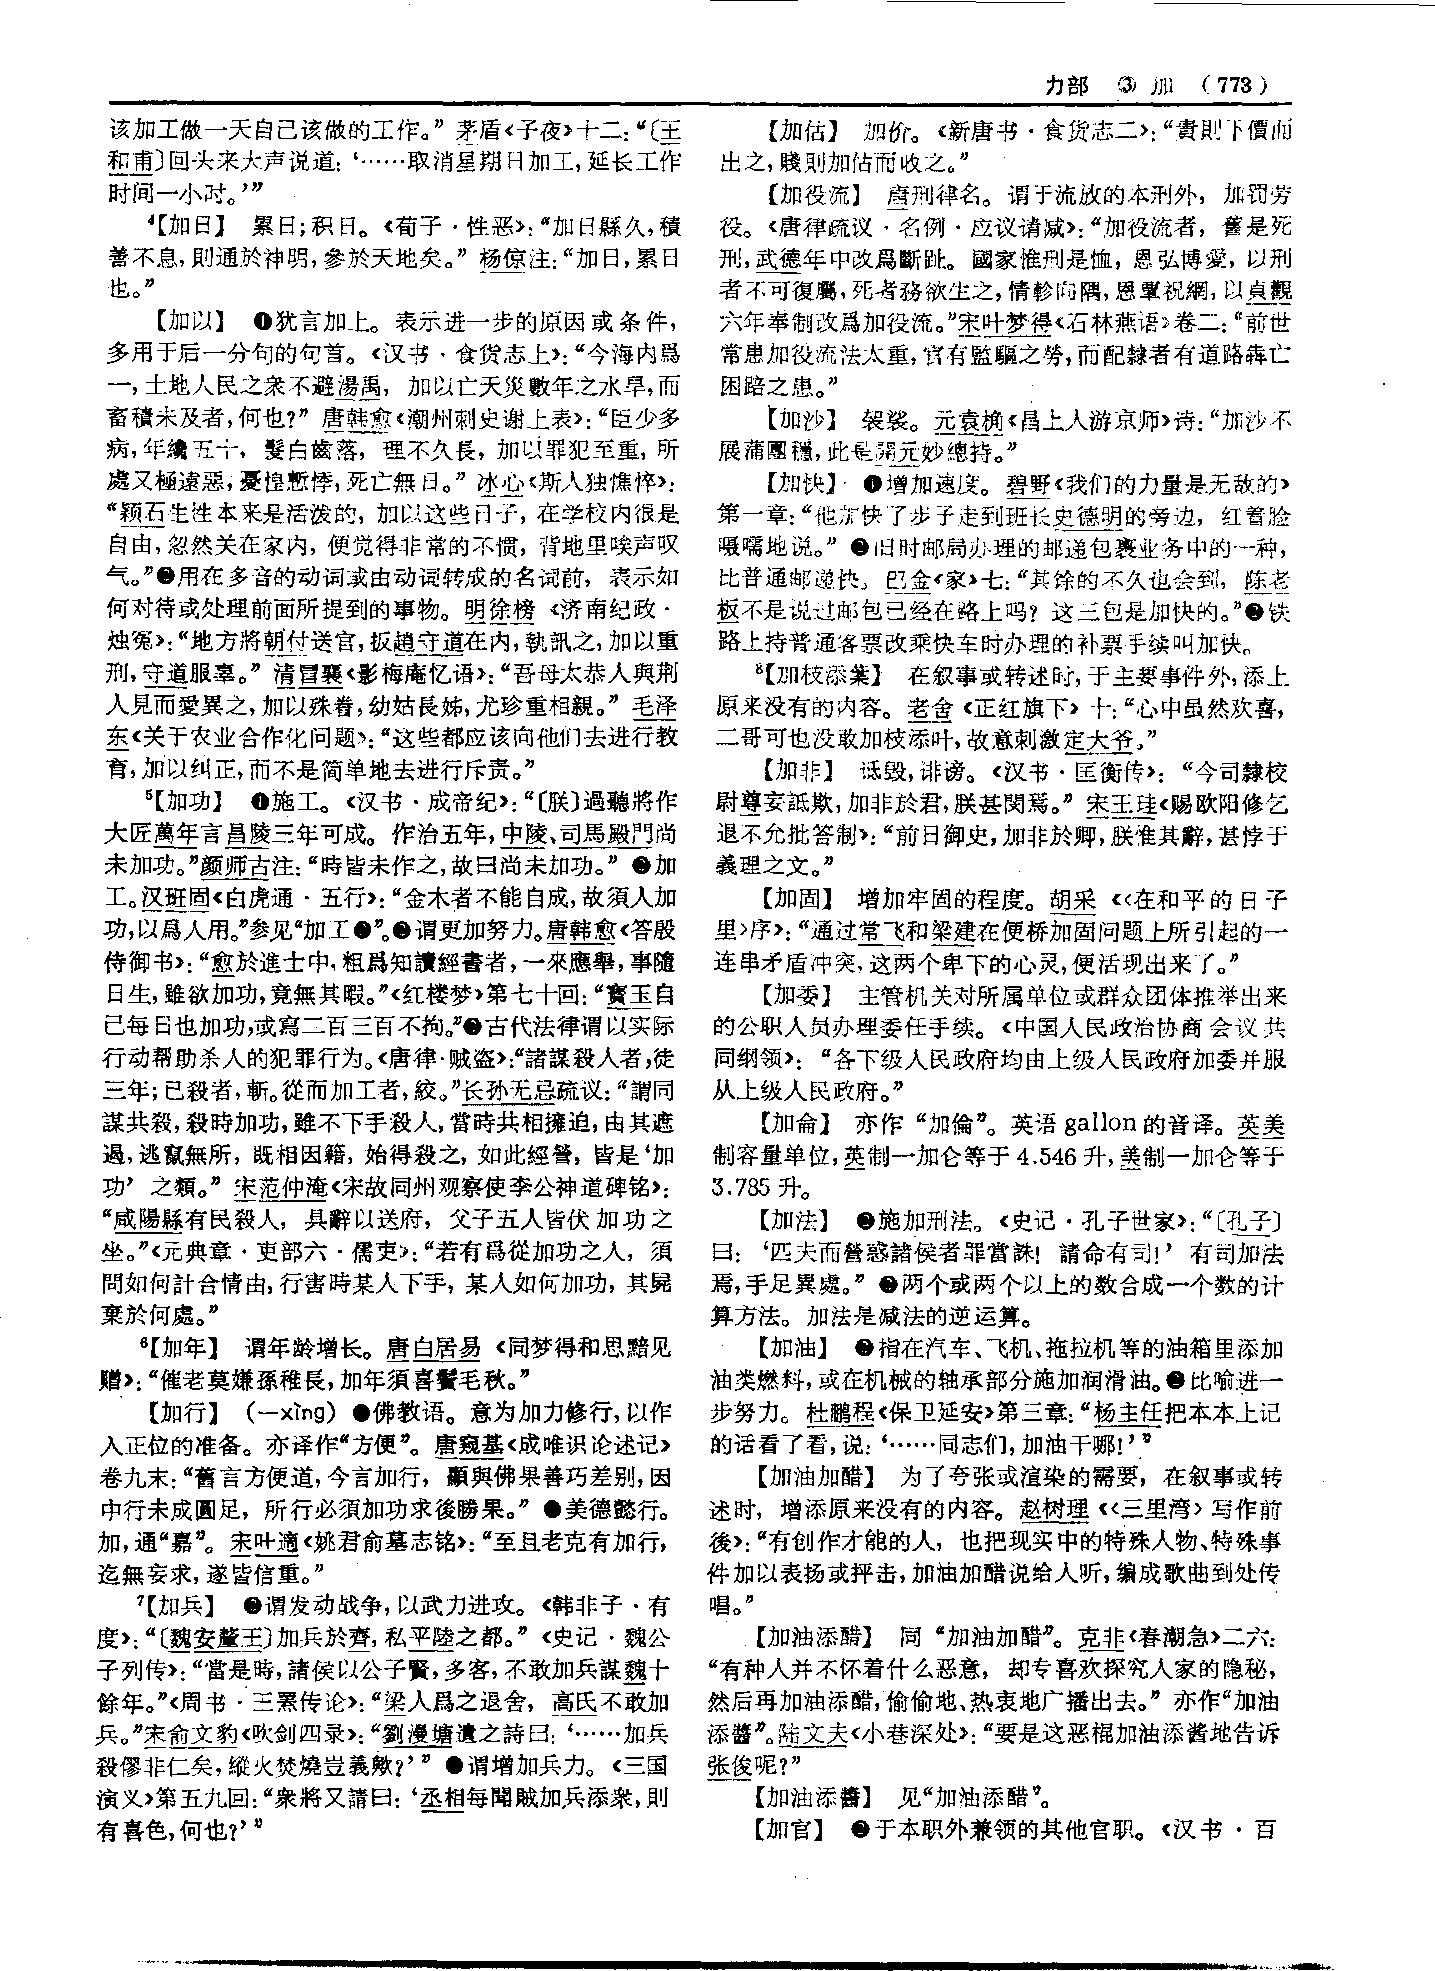 力部 ③ 加 (773)
该加工做一天自己该做的工作。”茅盾《子夜》十二：“〔王
和甫〕回头来大声说道：‘……取消星期日加工，延长工作
时间一小时。’”
⁴【加日】 累日；积日。《荀子·性恶》：“加日縣久，積
善不息，則通於神明，參於天地矣。”杨倞注：“加日，累日
也。”
【加以】 ❶犹言加上。表示进一步的原因或条件，
多用于后一分句的句首。《汉书·食货志上》：“今海内爲
一，土地人民之衆不避湯禹，加以亡天災數年之水旱，而
畜積未及者，何也？”唐韩愈《潮州刺史谢上表》：“臣少多
病，年纔五十，髮白齒落，理不久長，加以罪犯至重，所
處又極遠惡，憂惶慙悸，死亡無日。”冰心《斯人独憔悴》：
“颖石生性本来是活泼的，加以这些日子，在学校内很是
自由，忽然关在家内，便觉得非常的不惯，背地里唉声叹
气。”❷用在多音的动词或由动词转成的名词前，表示如
何对待或处理前面所提到的事物。明徐榜《济南纪政·
烛冤》：“地方將朝付送官，扳趙守道在内，執訊之，加以重
刑，守道服辜。”清冒襄《影梅庵忆语》：“吾母太恭人與荆
人見而愛異之，加以殊眷，幼姑長姊，尤珍重相親。”毛泽
东《关于农业合作化问题》：“这些都应该向他们去进行教
育，加以纠正，而不是简单地去进行斥责。”
⁵【加功】 ❶施工。《汉书·成帝纪》：“〔朕〕過聽將作
大匠萬年言昌陵三年可成。作治五年，中陵、司馬殿門尚
未加功。”颜师古注：“時皆未作之，故曰尚未加功。”❷加
工。汉班固《白虎通·五行》：“金木者不能自成，故須人加
功，以爲人用。”参见“加工❷”。❸谓更加努力。唐韩愈《答殷
侍御书》：“愈於進士中，粗爲知讀經書者，一來應舉，事隨
日生，雖欲加功，竟無其暇。”《红楼梦》第七十回：“寶玉自
己每日也加功，或寫二百三百不拘。”❹古代法律谓以实际
行动帮助杀人的犯罪行为。《唐律·贼盗》：“諸謀殺人者，徒
三年；已殺者，斬。從而加工者，絞。”长孙无忌疏议：“謂同
謀共殺，殺時加功，雖不下手殺人，當時共相擁迫，由其遮
遏，逃竄無所，既相因籍，始得殺之，如此經營，皆是‘加
功’之類。”宋范仲淹《宋故同州观察使李公神道碑铭》：
“咸陽縣有民殺人，具辭以送府，父子五人皆伏加功之
坐。”《元典章·吏部六·儒吏》：“若有爲從加功之人，須
問如何計合情由，行害時某人下手，某人如何加功，其屍
棄於何處。”
⁶【加年】 谓年龄增长。唐白居易《同梦得和思黯见
赠》：“催老莫嫌孫稚長，加年須喜鬢毛秋。”
【加行】 （—xìng）❶佛教语。意为加力修行，以作
入正位的准备。亦译作“方便”。唐窥基《成唯识论述记》
卷九末：“舊言方便道，今言加行，顯與佛果善巧差别，因
中行未成圓足，所行必須加功求後勝果。”❷美德懿行。
加，通“嘉”。宋叶適《姚君俞墓志铭》：“至且老克有加行，
迄無妄求，遂皆信重。”
⁷【加兵】 ❶谓发动战争，以武力进攻。《韩非子·有
度》：“〔魏安釐王〕加兵於齊，私平陸之都。”《史记·魏公
子列传》：“當是時，諸侯以公子賢，多客，不敢加兵謀魏十
餘年。”《周书·王罴传论》：“梁人爲之退舍，高氏不敢加
兵。”宋俞文豹《吹剑四录》：“劉漫塘遺之詩曰：‘……加兵
殺僇非仁矣，縱火焚燒豈義歟？’”❷谓增加兵力。《三国
演义》第五九回：“衆將又請曰：‘丞相每聞賊加兵添衆，則
有喜色，何也？’”
【加估】 加价。《新唐书·食货志二》：“貴則下價而
出之，賤則加估而收之。”
【加役流】 唐刑律名。谓于流放的本刑外，加罚劳
役。《唐律疏议·名例·应议请减》：“加役流者，舊是死
刑，武德年中改爲斷趾。國家惟刑是恤，恩弘博愛，以刑
者不可復屬，死者務欲生之，情軫向隅，恩覃祝網，以貞觀
六年奉制改爲加役流。”宋叶梦得《石林燕语》卷二：“前世
常患加役流法太重，官有監驅之勞，而配隸者有道路犇亡
困踣之患。”
【加沙】 袈裟。元袁桷《昌上人游京师》诗：“加沙不
展蒲團穩，此是開元妙總持。”
【加快】 ❶增加速度。碧野《我们的力量是无敌的》
第一章：“他加快了步子走到班长史德明的旁边，红着脸
嗫嚅地说。”❷旧时邮局办理的邮递包裹业务中的一种，
比普通邮递快。巴金《家》七：“其馀的不久也会到，陈老
板不是说过邮包已经在路上吗？这三包是加快的。”❸铁
路上持普通客票改乘快车时办理的补票手续叫加快。
⁸【加枝添葉】 在叙事或转述时，于主要事件外，添上
原来没有的内容。老舍《正红旗下》十：“心中虽然欢喜，
二哥可也没敢加枝添叶，故意刺激定大爷。”
【加非】 诋毁，诽谤。《汉书·匡衡传》：“今司隸校
尉尊妄詆欺，加非於君，朕甚閔焉。”宋王珪《赐欧阳修乞
退不允批答制》：“前日御史，加非於卿，朕惟其辭，甚悖于
義理之文。”
【加固】 增加牢固的程度。胡采《〈在和平的日子
里〉序》：“通过常飞和梁建在便桥加固问题上所引起的一
连串矛盾冲突，这两个卑下的心灵，便活现出来了。”
【加委】 主管机关对所属单位或群众团体推举出来
的公职人员办理委任手续。《中国人民政治协商会议共
同纲领》：“各下级人民政府均由上级人民政府加委并服
从上级人民政府。”
【加侖】 亦作“加倫”。英语 gallon 的音译。英美
制容量单位，英制一加仑等于 4.546 升，美制一加仑等于
3.785 升。
【加法】 ❶施加刑法。《史记·孔子世家》：“〔孔子〕
曰：‘匹夫而營惑諸侯者罪當誅！請命有司！’有司加法
焉，手足異處。”❷两个或两个以上的数合成一个数的计
算方法。加法是减法的逆运算。
【加油】 ❶指在汽车、飞机、拖拉机等的油箱里添加
油类燃料，或在机械的轴承部分施加润滑油。❷比喻进一
步努力。杜鹏程《保卫延安》第三章：“杨主任把本本上记
的话看了看，说：‘……同志们，加油干哪！’”
【加油加醋】 为了夸张或渲染的需要，在叙事或转
述时，增添原来没有的内容。赵树理《〈三里湾〉写作前
後》：“有创作才能的人，也把现实中的特殊人物、特殊事
件加以表扬或抨击，加油加醋说给人听，编成歌曲到处传
唱。”
【加油添醋】 同“加油加醋”。克非《春潮急》二六：
“有种人并不怀着什么恶意，却专喜欢探究人家的隐秘，
然后再加油添醋，偷偷地、热衷地广播出去。”亦作“加油
添醬”。陆文夫《小巷深处》：“要是这恶棍加油添酱地告诉
张俊呢？”
【加油添醬】 见“加油添醋”。
【加官】 ❶于本职外兼领的其他官职。《汉书·百